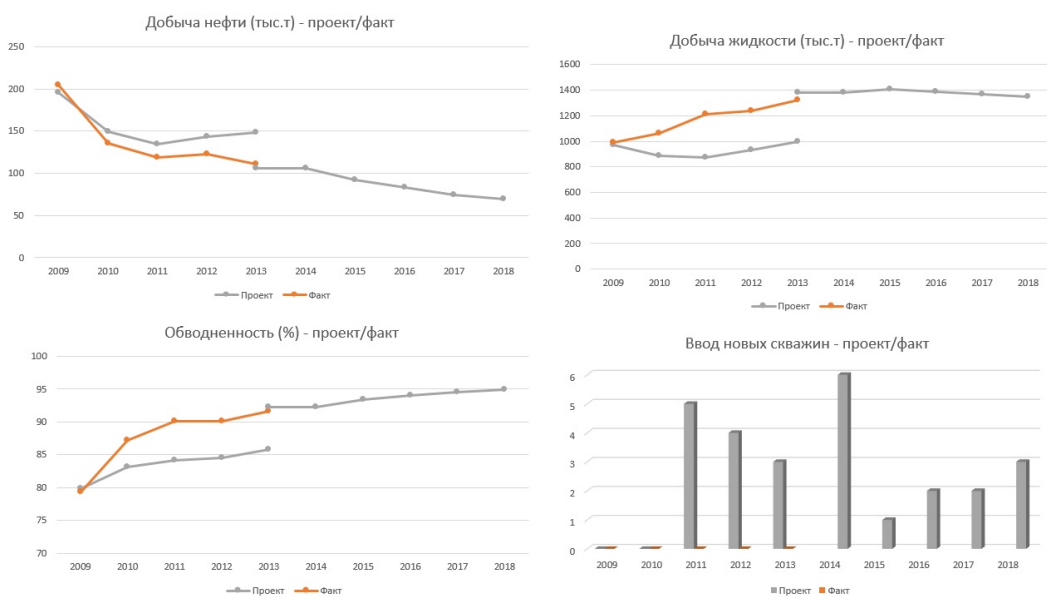 Добыча нефти (тыс.т) - проект/факт
250
200
150
100
50
0
2009 2010 2011 2012 2013 2014 2015 2016 2017 2018
Проект Факт
Добыча жидкости (тыс.т) - проект/факт
1600
1400
1200
1000
800
600
400
200
0
2009 2010 2011 2012 2013 2014 2015 2016 2017 2018
Проект Факт
Обводненность (%) - проект/факт
100
95
90
85
80
75
70
2009 2010 2011 2012 2013 2014 2015 2016 2017 2018
Проект Факт
Ввод новых скважин - проект/факт
6
5
4
3
2
1
0
2009 2010 2011 2012 2013 2014 2015 2016 2017 2018
Проект Факт